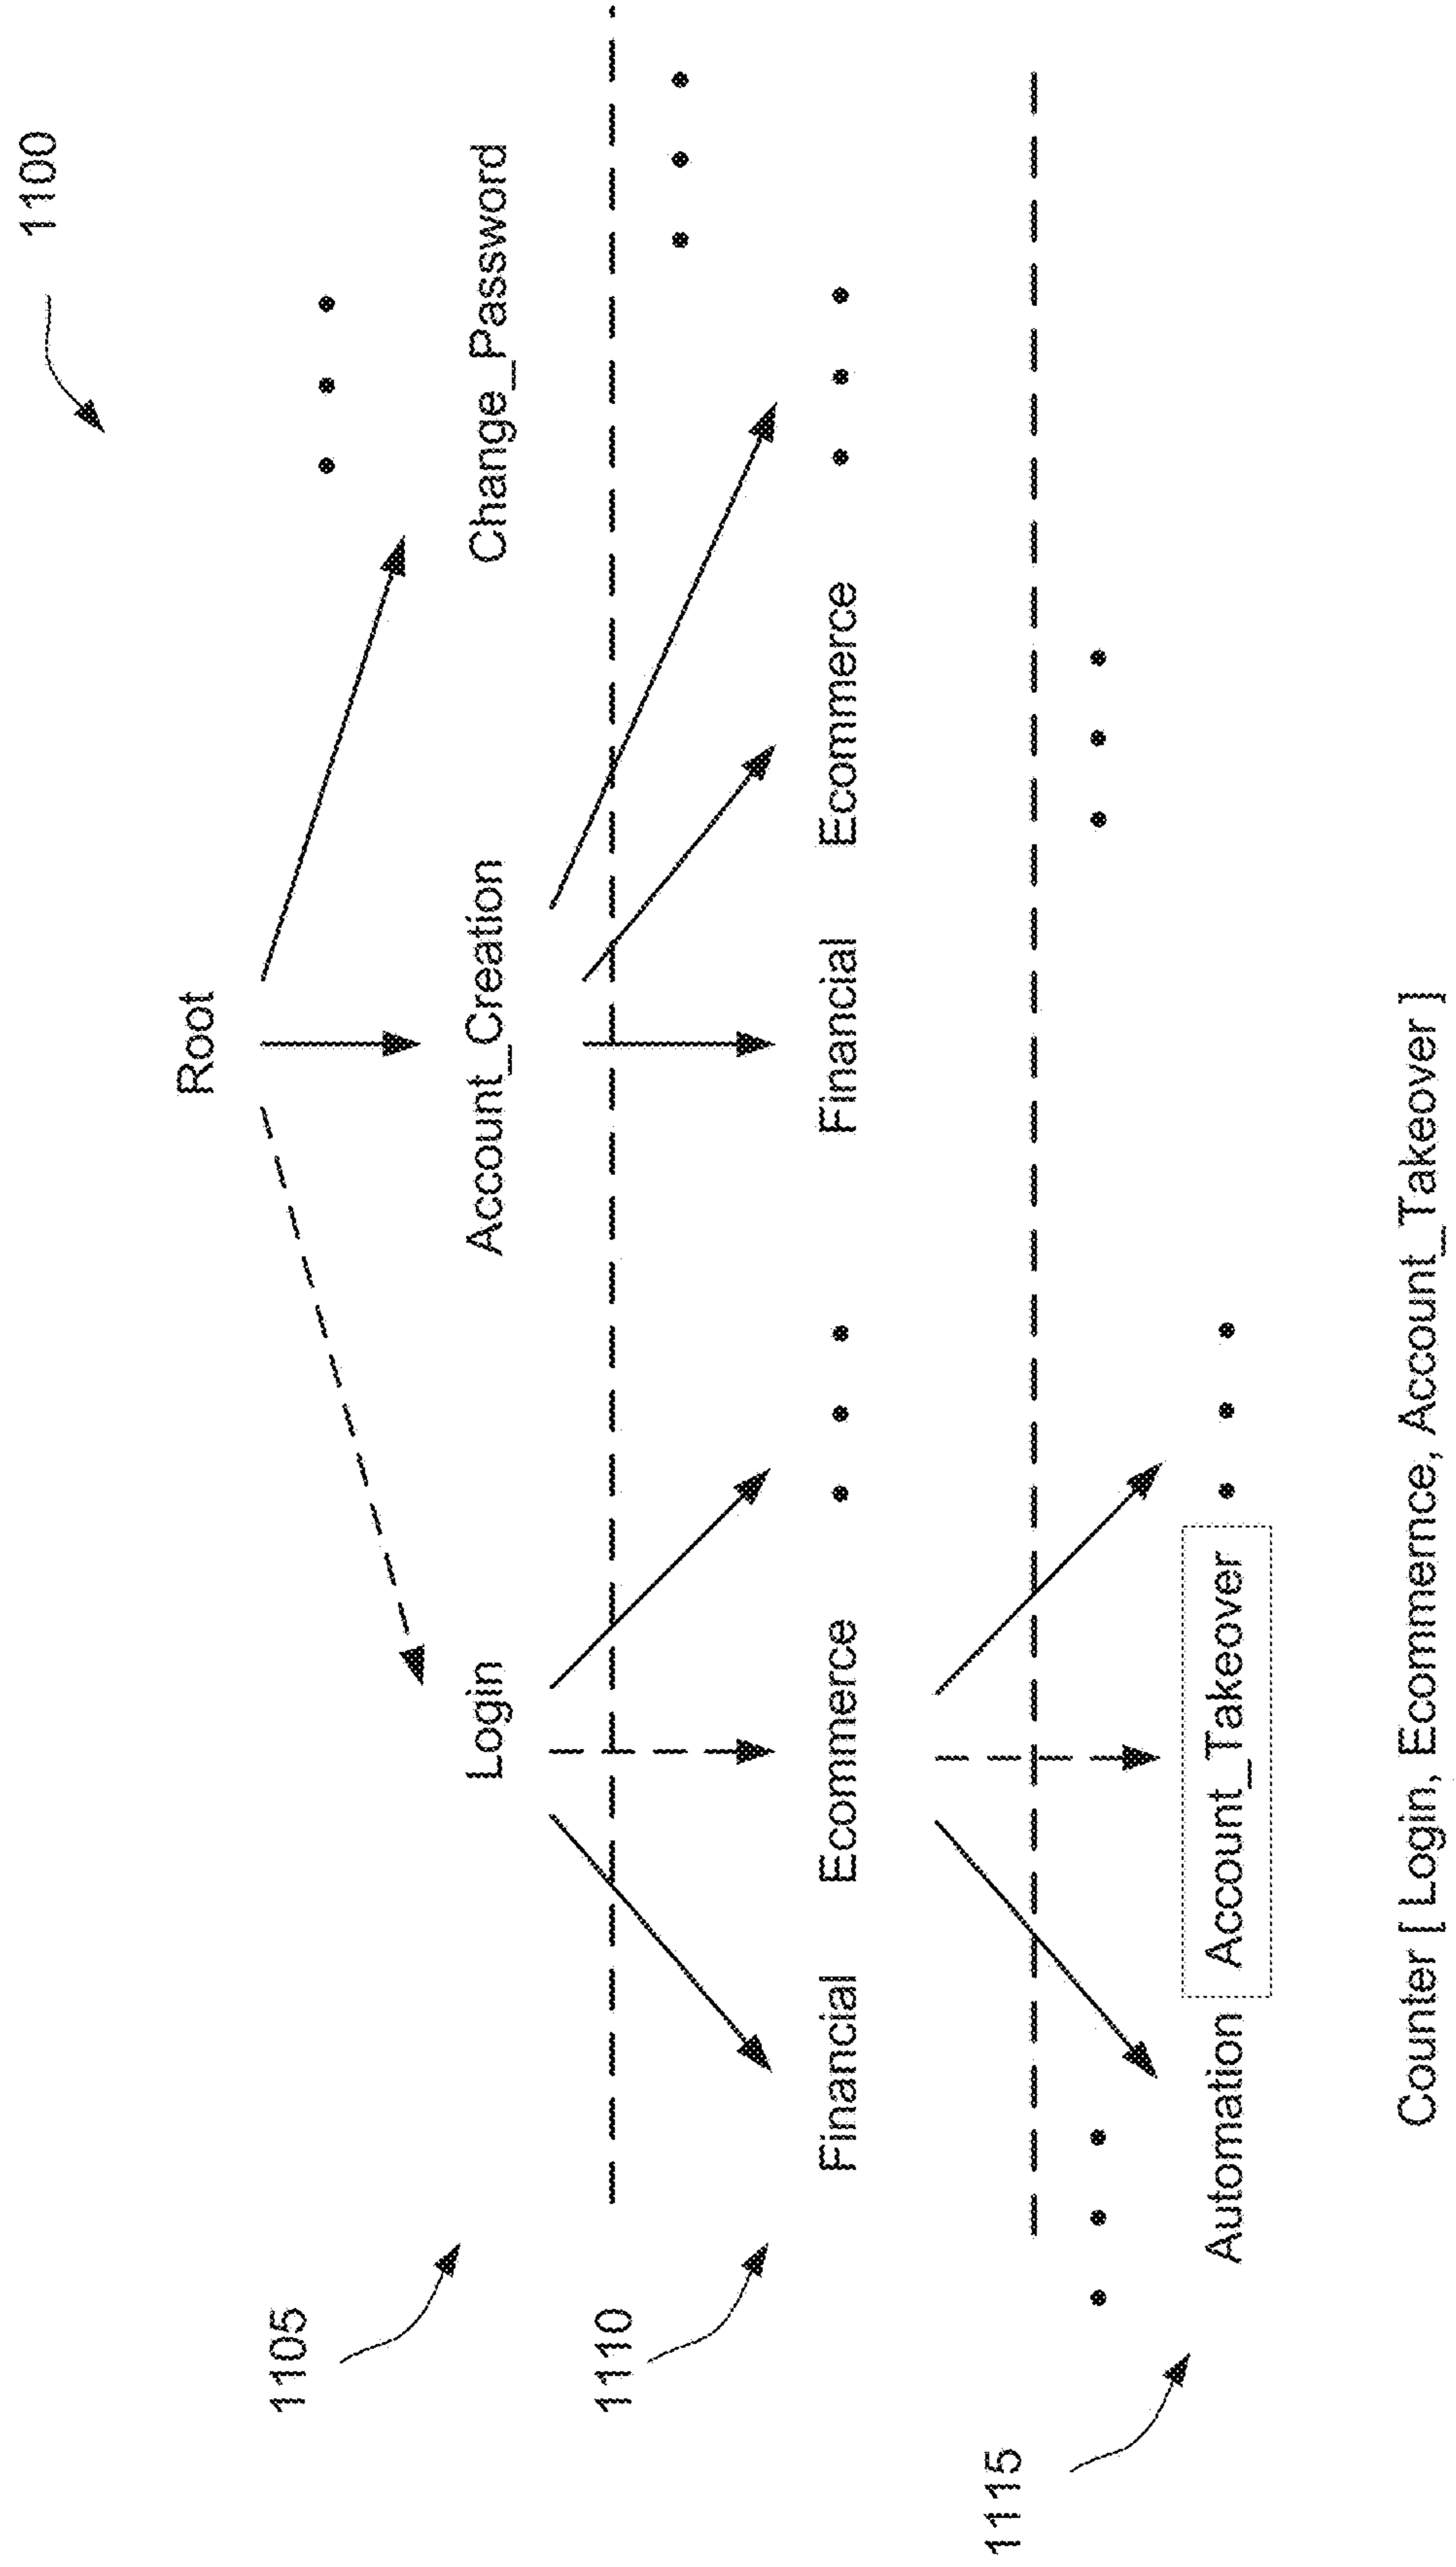 1100
Root
1105
Login Account_Creation Change_Password
1110
Financial Ecommerce Financial Ecommerce
1115
Automation Account_Takeover
Counter [ Login, Ecommernce, Account_Takeover ]